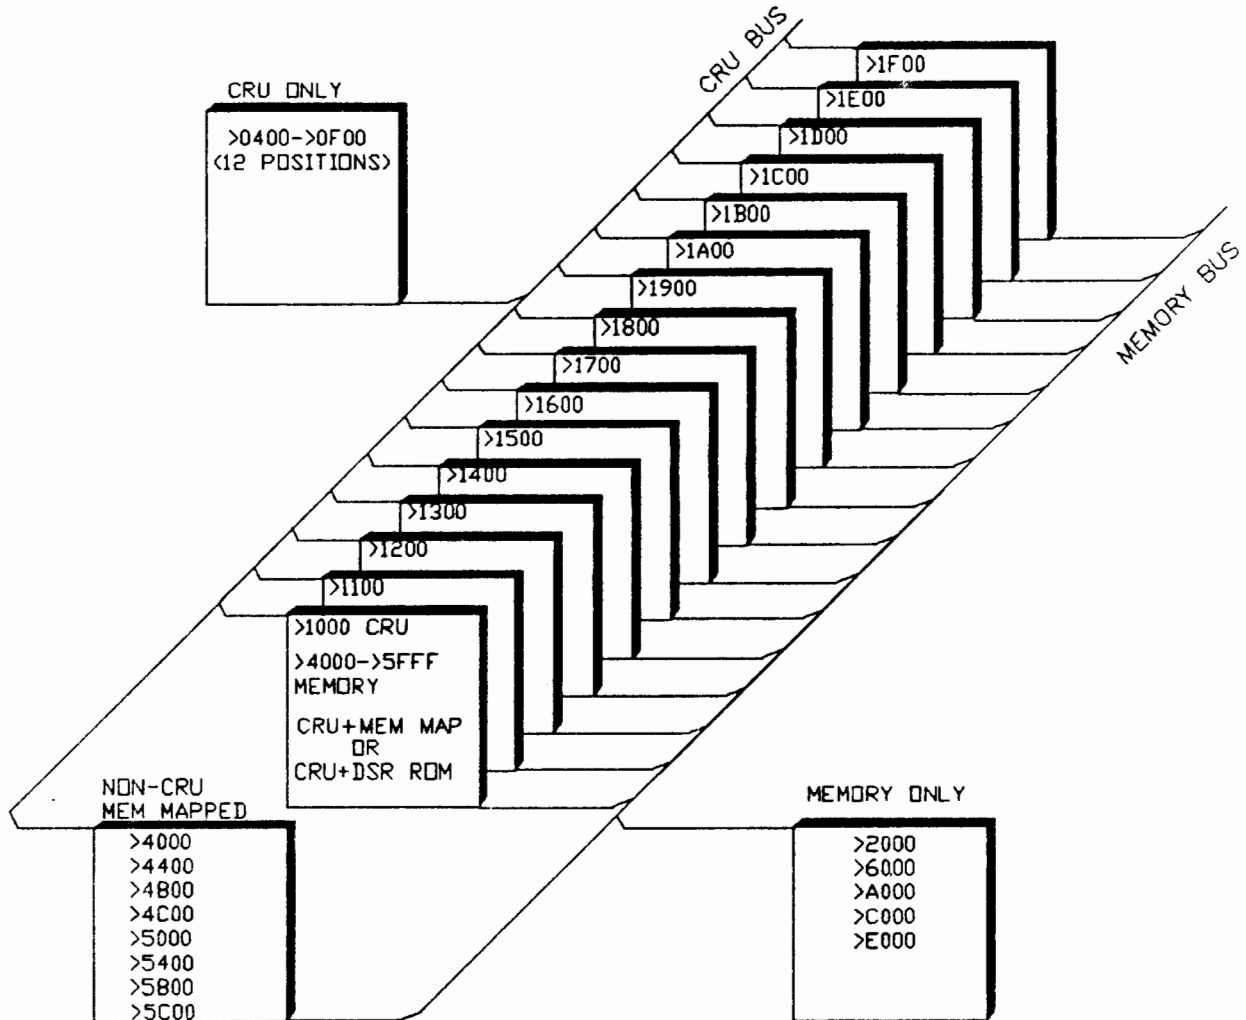 CRU BUS
>1F00
>1E00
>1D00
>1C00
>1B00
>1A00
>1900
>1800
>1700
>1600
>1500
>1400
>1300
>1200
>1100
>1000 CRU
>4000->5FFF
MEMORY
CRU+MEM MAP
OR
CRU+DSR ROM
CRU ONLY
>0400->0F00
(12 POSITIONS)
MEMORY BUS
NON-CRU
MEM MAPPED
>4000
>4400
>4800
>4C00
>5000
>5400
>5800
>5C00
MEMORY ONLY
>2000
>6000
>A000
>C000
>E000